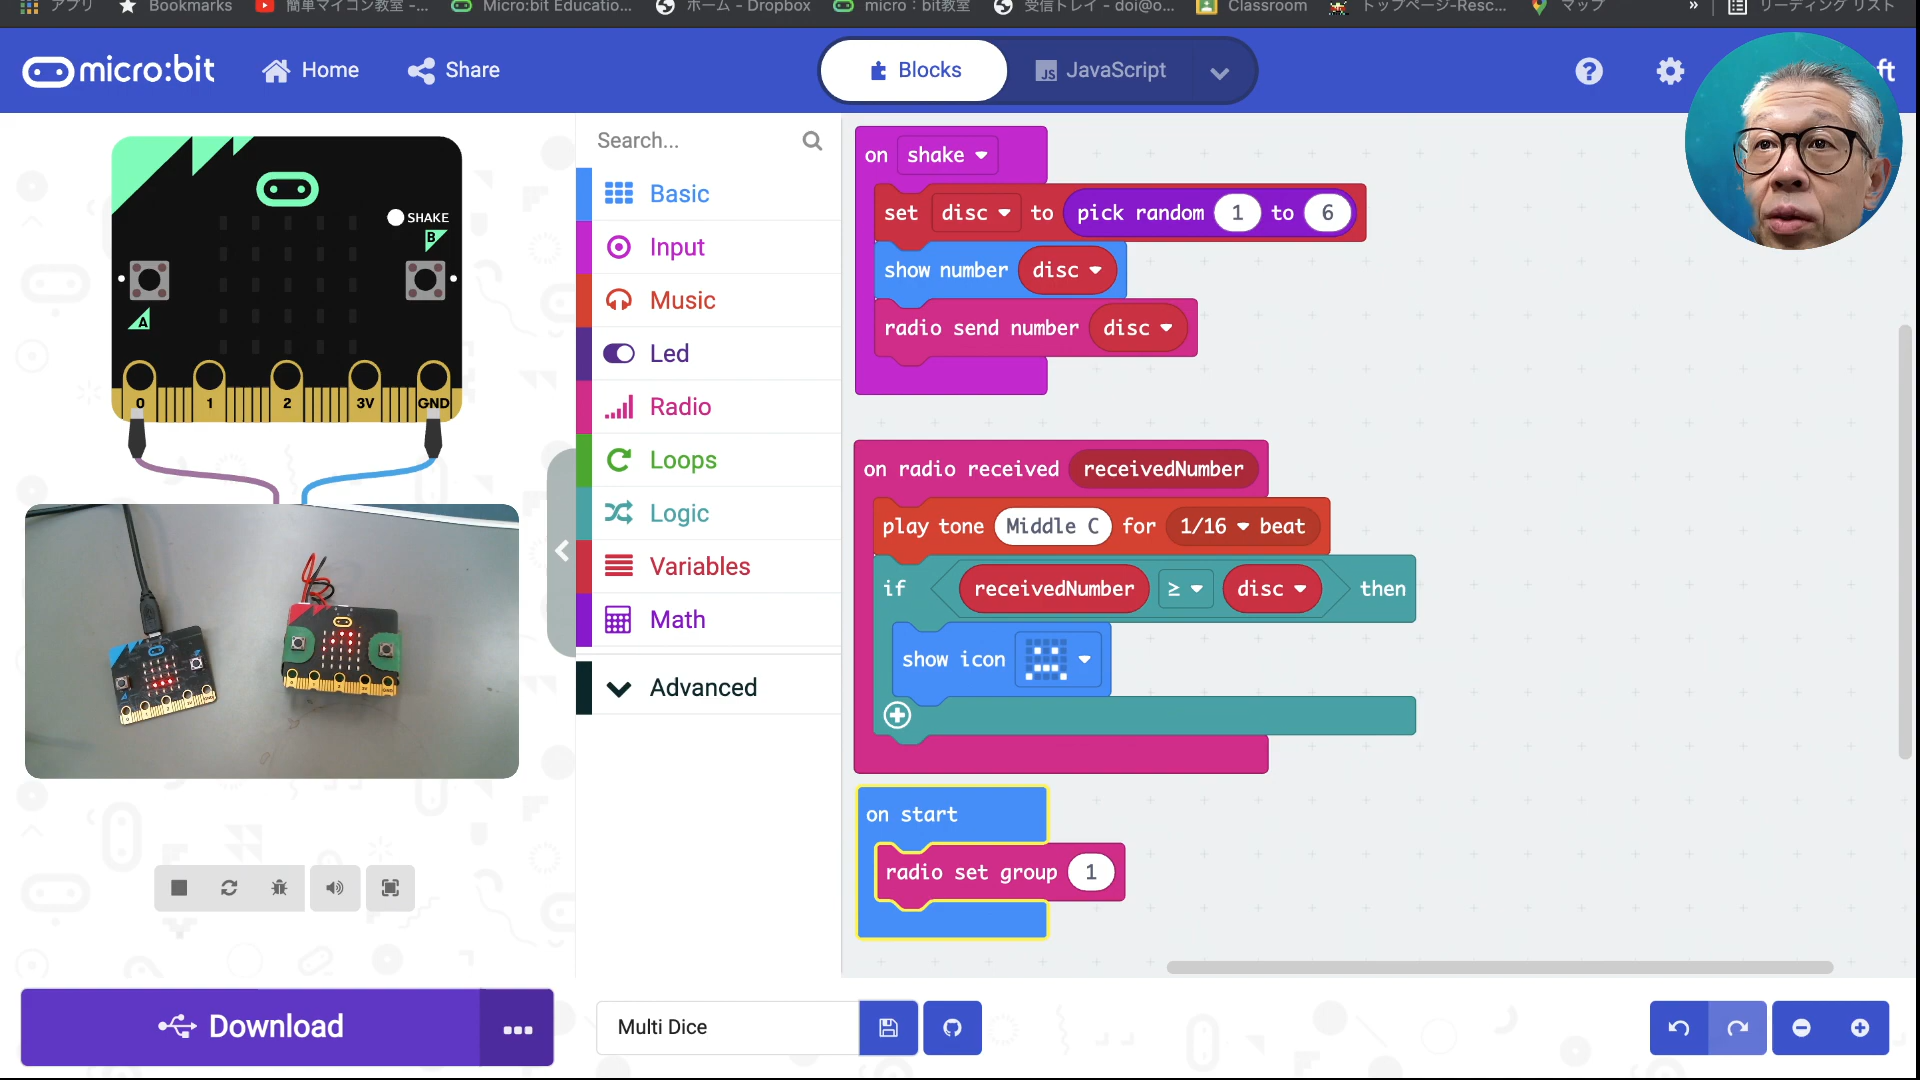 アプリ Bookmarks 簡単マイコン教室 -... Micro:bit Educatio... ホーム - Dropbox micro：bit教室 受信トレイ - doi@o... Classroom トップページ-Resc... マップ » リーディング リスト
micro:bit Home Share Blocks JS JavaScript ? ft
SHAKE
B
A
0 1 2 3V GND
Search...
Basic
Input
Music
Led
Radio
Loops
Logic
Variables
Math
Advanced
on shake
set disc to pick random 1 to 6
show number disc
radio send number disc
on radio received receivedNumber
play tone Middle C for 1/16 beat
if receivedNumber ≥ disc then
show icon
on start
radio set group 1
Download ...
Multi Dice